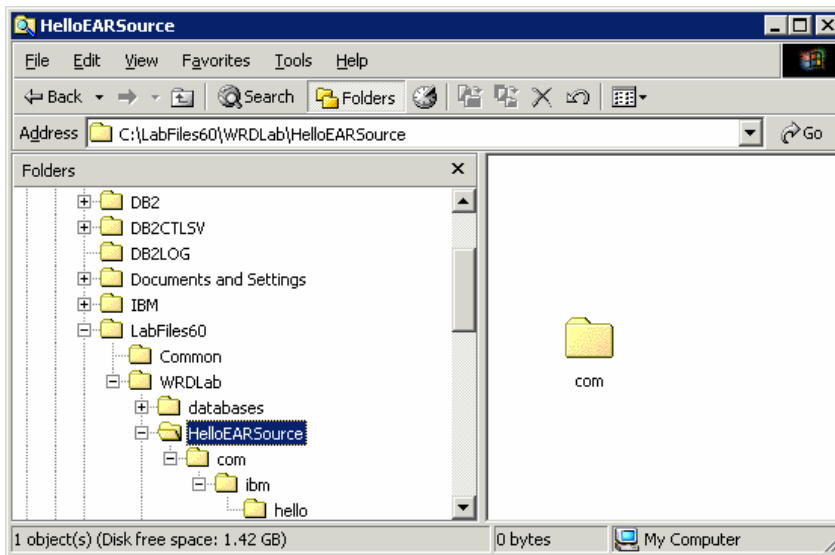 HelloEARSource
File Edit View Favorites Tools Help
Back Search Folders
Address C:\LabFiles60\WRDLab\HelloEARSource Go
Folders
DB2
DB2CTLSV
DB2LOG
Documents and Settings
IBM
LabFiles60
Common
WRDLab
databases
HelloEARSource
com
ibm
hello
com
1 object(s) (Disk free space: 1.42 GB) 0 bytes My Computer